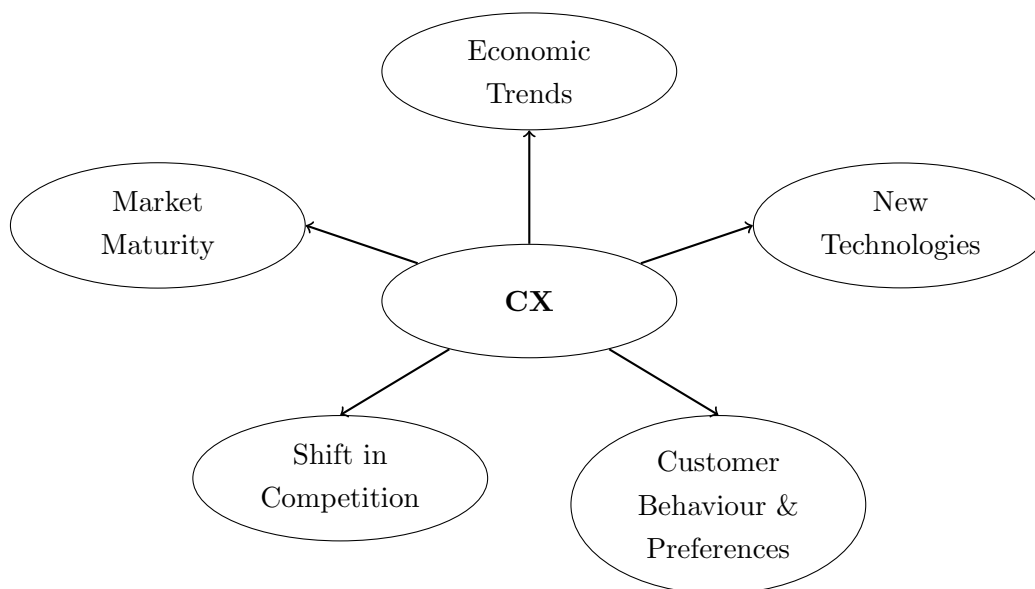 Economic
Trends
Market
Maturity
New
Technologies
CX
Shift in
Competition
Customer
Behaviour &
Preferences